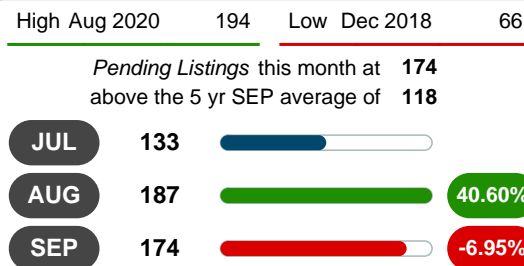 High Aug 2020 194 Low Dec 2018 66
Pending Listings this month at 174
above the 5 yr SEP average of 118
JUL 133
AUG 187 40.60%
SEP 174 -6.95%